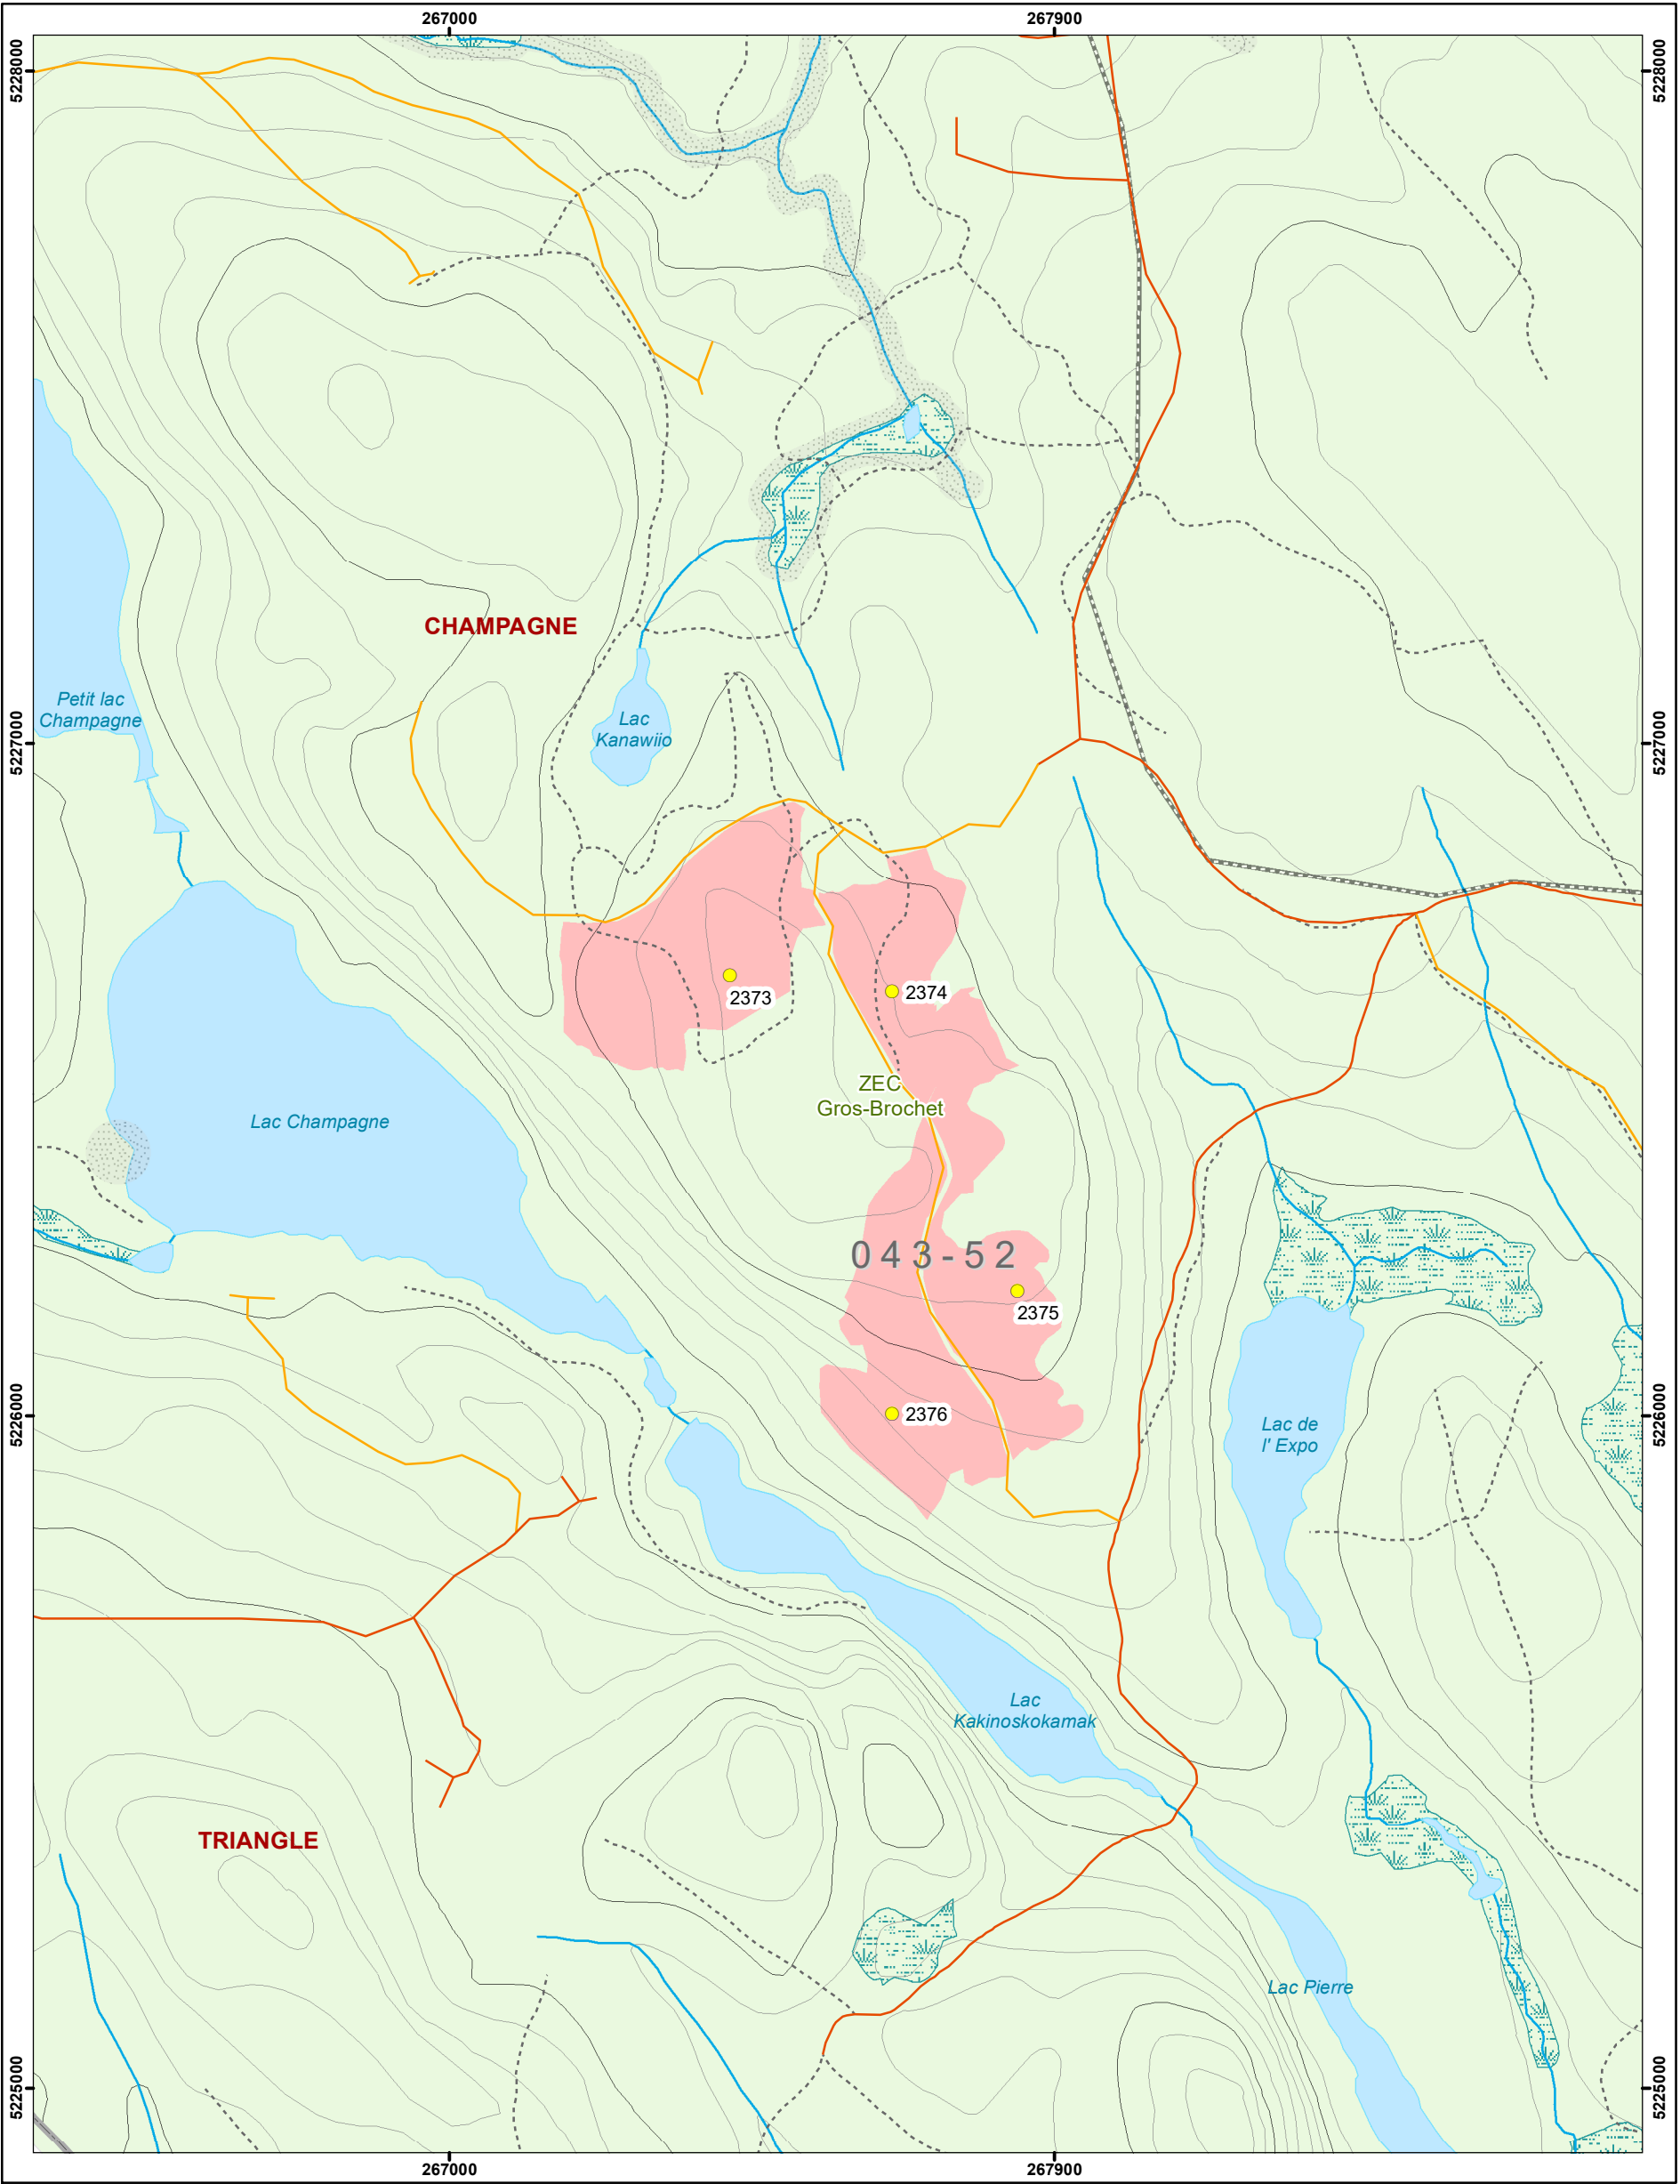 267000
267900
5228000
5228000
CHAMPAGNE
Petit lac
Champagne
Lac
Kanawiio
5227000
5227000
2373
2374
ZEC
Gros-Brochet
Lac Champagne
043-52
2375
5226000
2376
Lac de
l' Expo
5226000
Lac
Kakinoskokamak
TRIANGLE
Lac Pierre
5225000
5225000
267000
267900